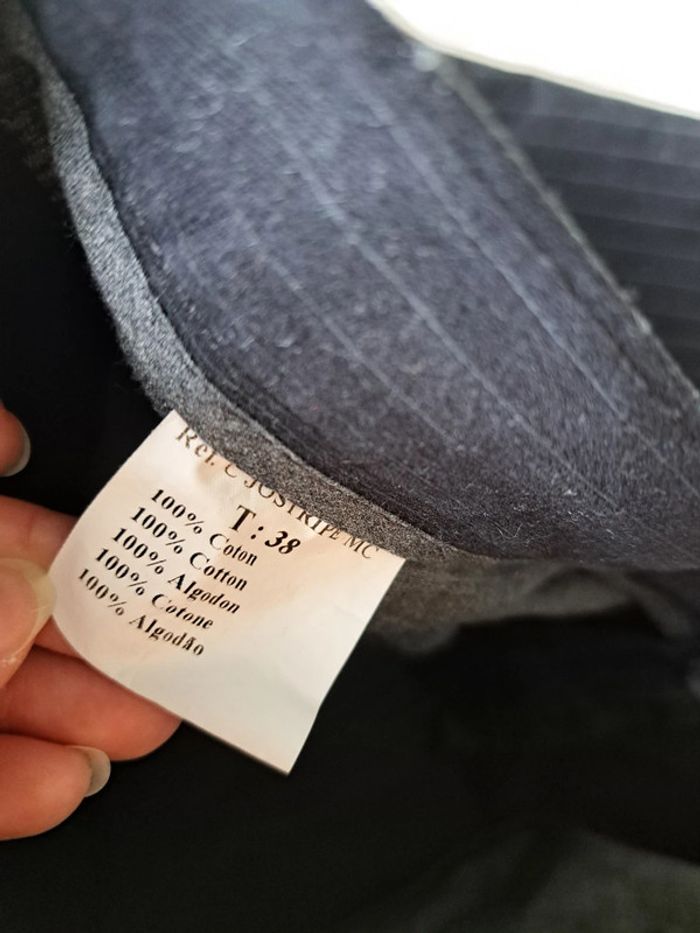 Ref. C JOSTRIPE MC
T : 38
100% Coton
100% Cotton
100% Algodon
100% Cotone
100% Algodão